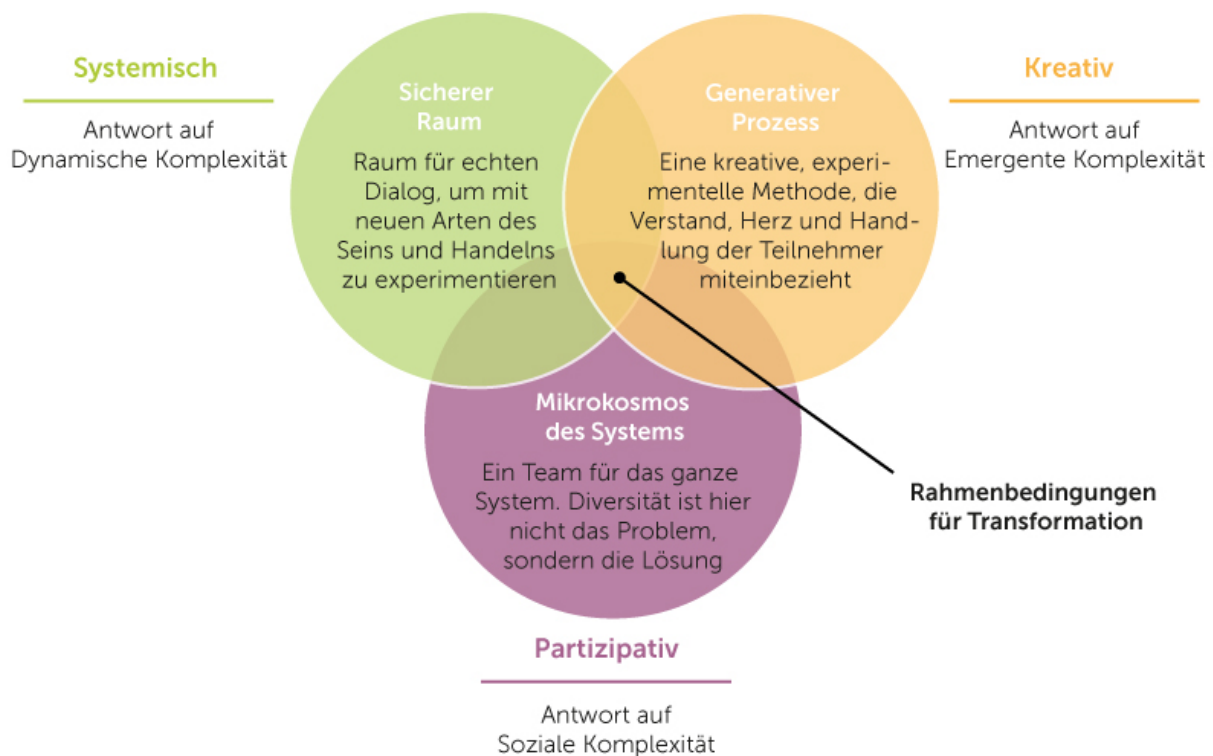 Systemisch
Antwort auf
Dynamische Komplexität
Sicherer
Raum
Raum für echten
Dialog, um mit
neuen Arten des
Seins und Handelns
zu experimentieren
Generativer
Prozess
Eine kreative, experi-
mentelle Methode, die
Verstand, Herz und Hand-
lung der Teilnehmer
miteinbezieht
Kreativ
Antwort auf
Emergente Komplexität
Mikrokosmos
des Systems
Ein Team für das ganze
System. Diversität ist hier
nicht das Problem,
sondern die Lösung
Rahmenbedingungen
für Transformation
Partizipativ
Antwort auf
Soziale Komplexität